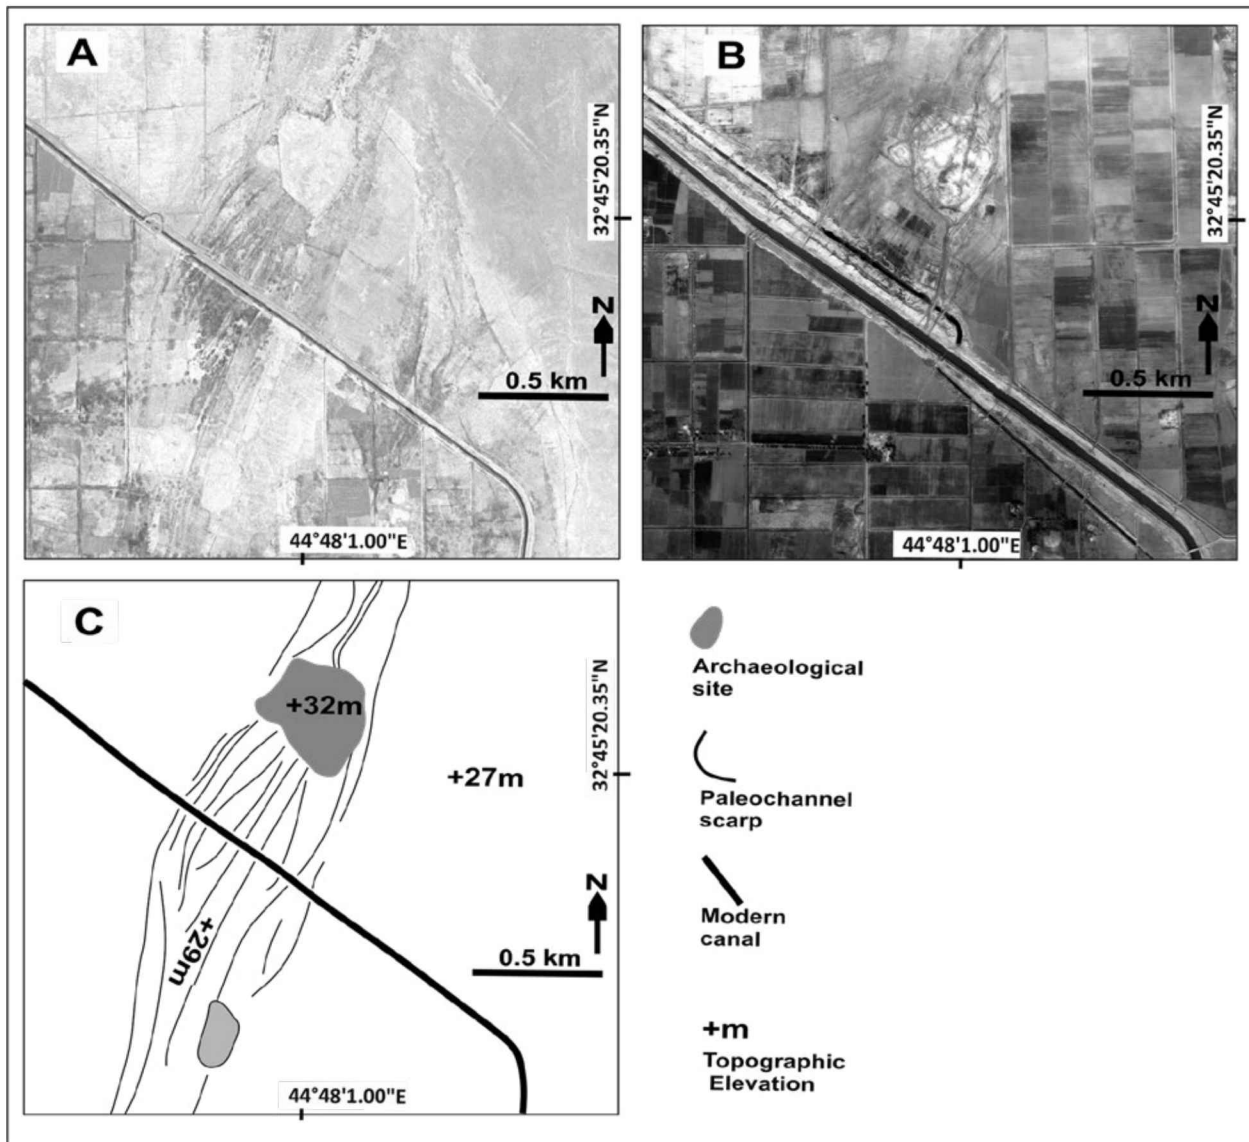 A
32°45'20.35"N
N
0.5 km
44°48'1.00"E
B
32°45'20.35"N
N
0.5 km
44°48'1.00"E
C
+32m
+27m
+29m
32°45'20.35"N
N
0.5 km
44°48'1.00"E
Archaeological
site
Paleochannel
scarp
Modern
canal
+m
Topographic
Elevation